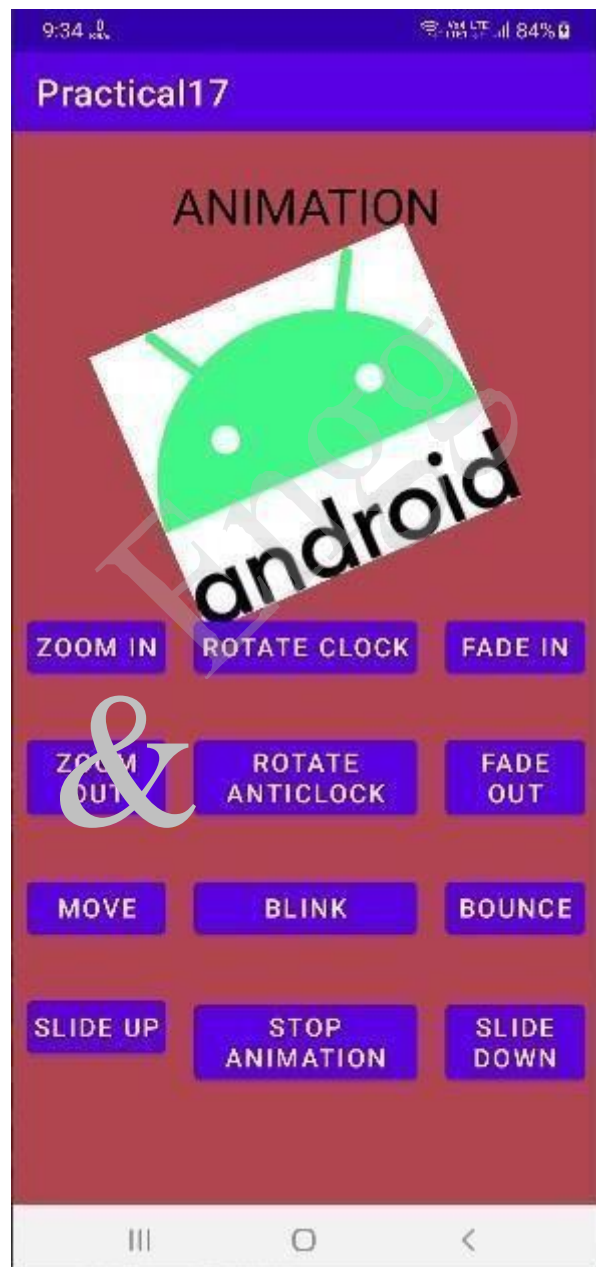 9:34
84%
Practical17
ANIMATION
android
Engg
ZOOM IN ROTATE CLOCK FADE IN
&
ZOOM OUT ROTATE ANTICLOCK FADE OUT
MOVE BLINK BOUNCE
SLIDE UP STOP ANIMATION SLIDE DOWN